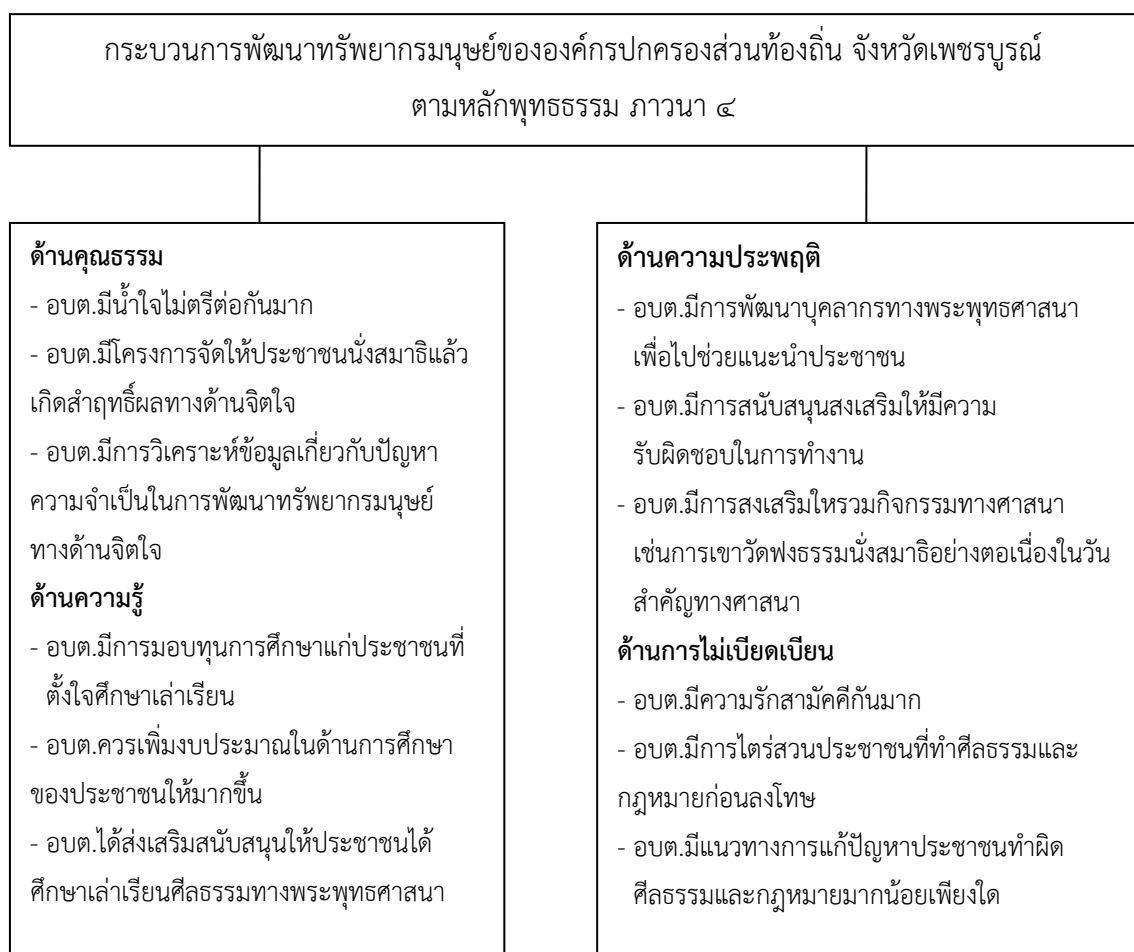 กระบวนการพัฒนาทรัพยากรมนุษย์ขององค์กรปกครองส่วนท้องถิ่น จังหวัดเพชรบูรณ์
ตามหลักพุทธธรรม ภาวนา ๔
ด้านคุณธรรม
- อบต.มีน้ำใจไม่ตรีต่อกันมาก
- อบต.มีโครงการจัดให้ประชาชนนั่งสมาธิแล้ว
เกิดสำฤทธิ์ผลทางด้านจิตใจ
- อบต.มีการวิเคราะห์ข้อมูลเกี่ยวกับปัญหา
ความจำเป็นในการพัฒนาทรัพยากรมนุษย์
ทางด้านจิตใจ
ด้านความรู้
- อบต.มีการมอบทุนการศึกษาแก่ประชาชนที่
ตั้งใจศึกษาเล่าเรียน
- อบต.ควรเพิ่มงบประมาณในด้านการศึกษา
ของประชาชนให้มากขึ้น
- อบต.ได้ส่งเสริมสนับสนุนให้ประชาชนได้
ศึกษาเล่าเรียนศีลธรรมทางพระพุทธศาสนา
ด้านความประพฤติ
- อบต.มีการพัฒนาบุคลากรทางพระพุทธศาสนา
เพื่อไปช่วยแนะนำประชาชน
- อบต.มีการสนับสนุนสงเสริมให้มีความ
รับผิดชอบในการทำงาน
- อบต.มีการสงเสริมใหรวมกิจกรรมทางศาสนา
เช่นการเขาวัดฟงธรรมนั่งสมาธิอย่างตอเนื่องในวัน
สำคัญทางศาสนา
ด้านการไม่เบียดเบียน
- อบต.มีความรักสามัคคีกันมาก
- อบต.มีการไตร่สวนประชาชนที่ทำศีลธรรมและ
กฎหมายก่อนลงโทษ
- อบต.มีแนวทางการแก้ปัญหาประชาชนทำผิด
ศีลธรรมและกฎหมายมากน้อยเพียงใด